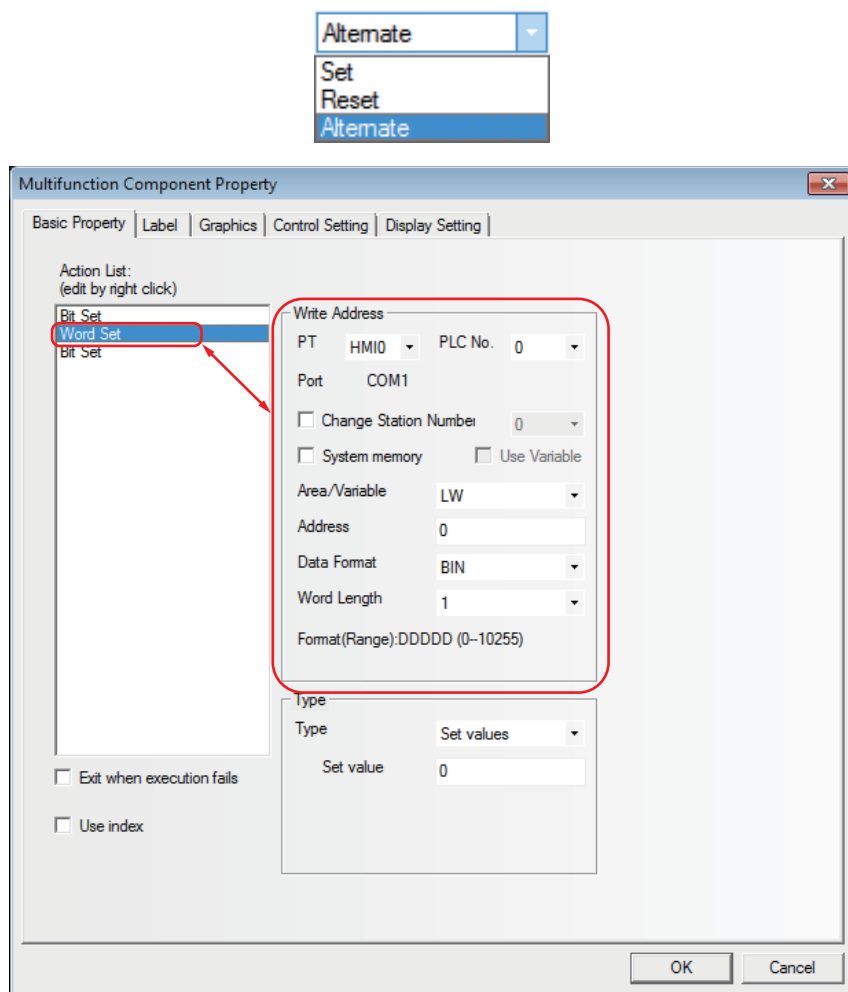 Alternate
Set
Reset
Alternate
Multifunction Component Property
Basic Property Label Graphics Control Setting Display Setting
Action List:
(edit by right click)
Bit Set
Word Set
Bit Set
Write Address
PT HMI0 PLC No. 0
Port COM1
Change Station Number 0
System memory Use Variable
Area/Variable LW
Address 0
Data Format BIN
Word Length 1
Format(Range):DDDDD (0--10255)
Type
Type Set values
Set value 0
Exit when execution fails
Use index
OK Cancel